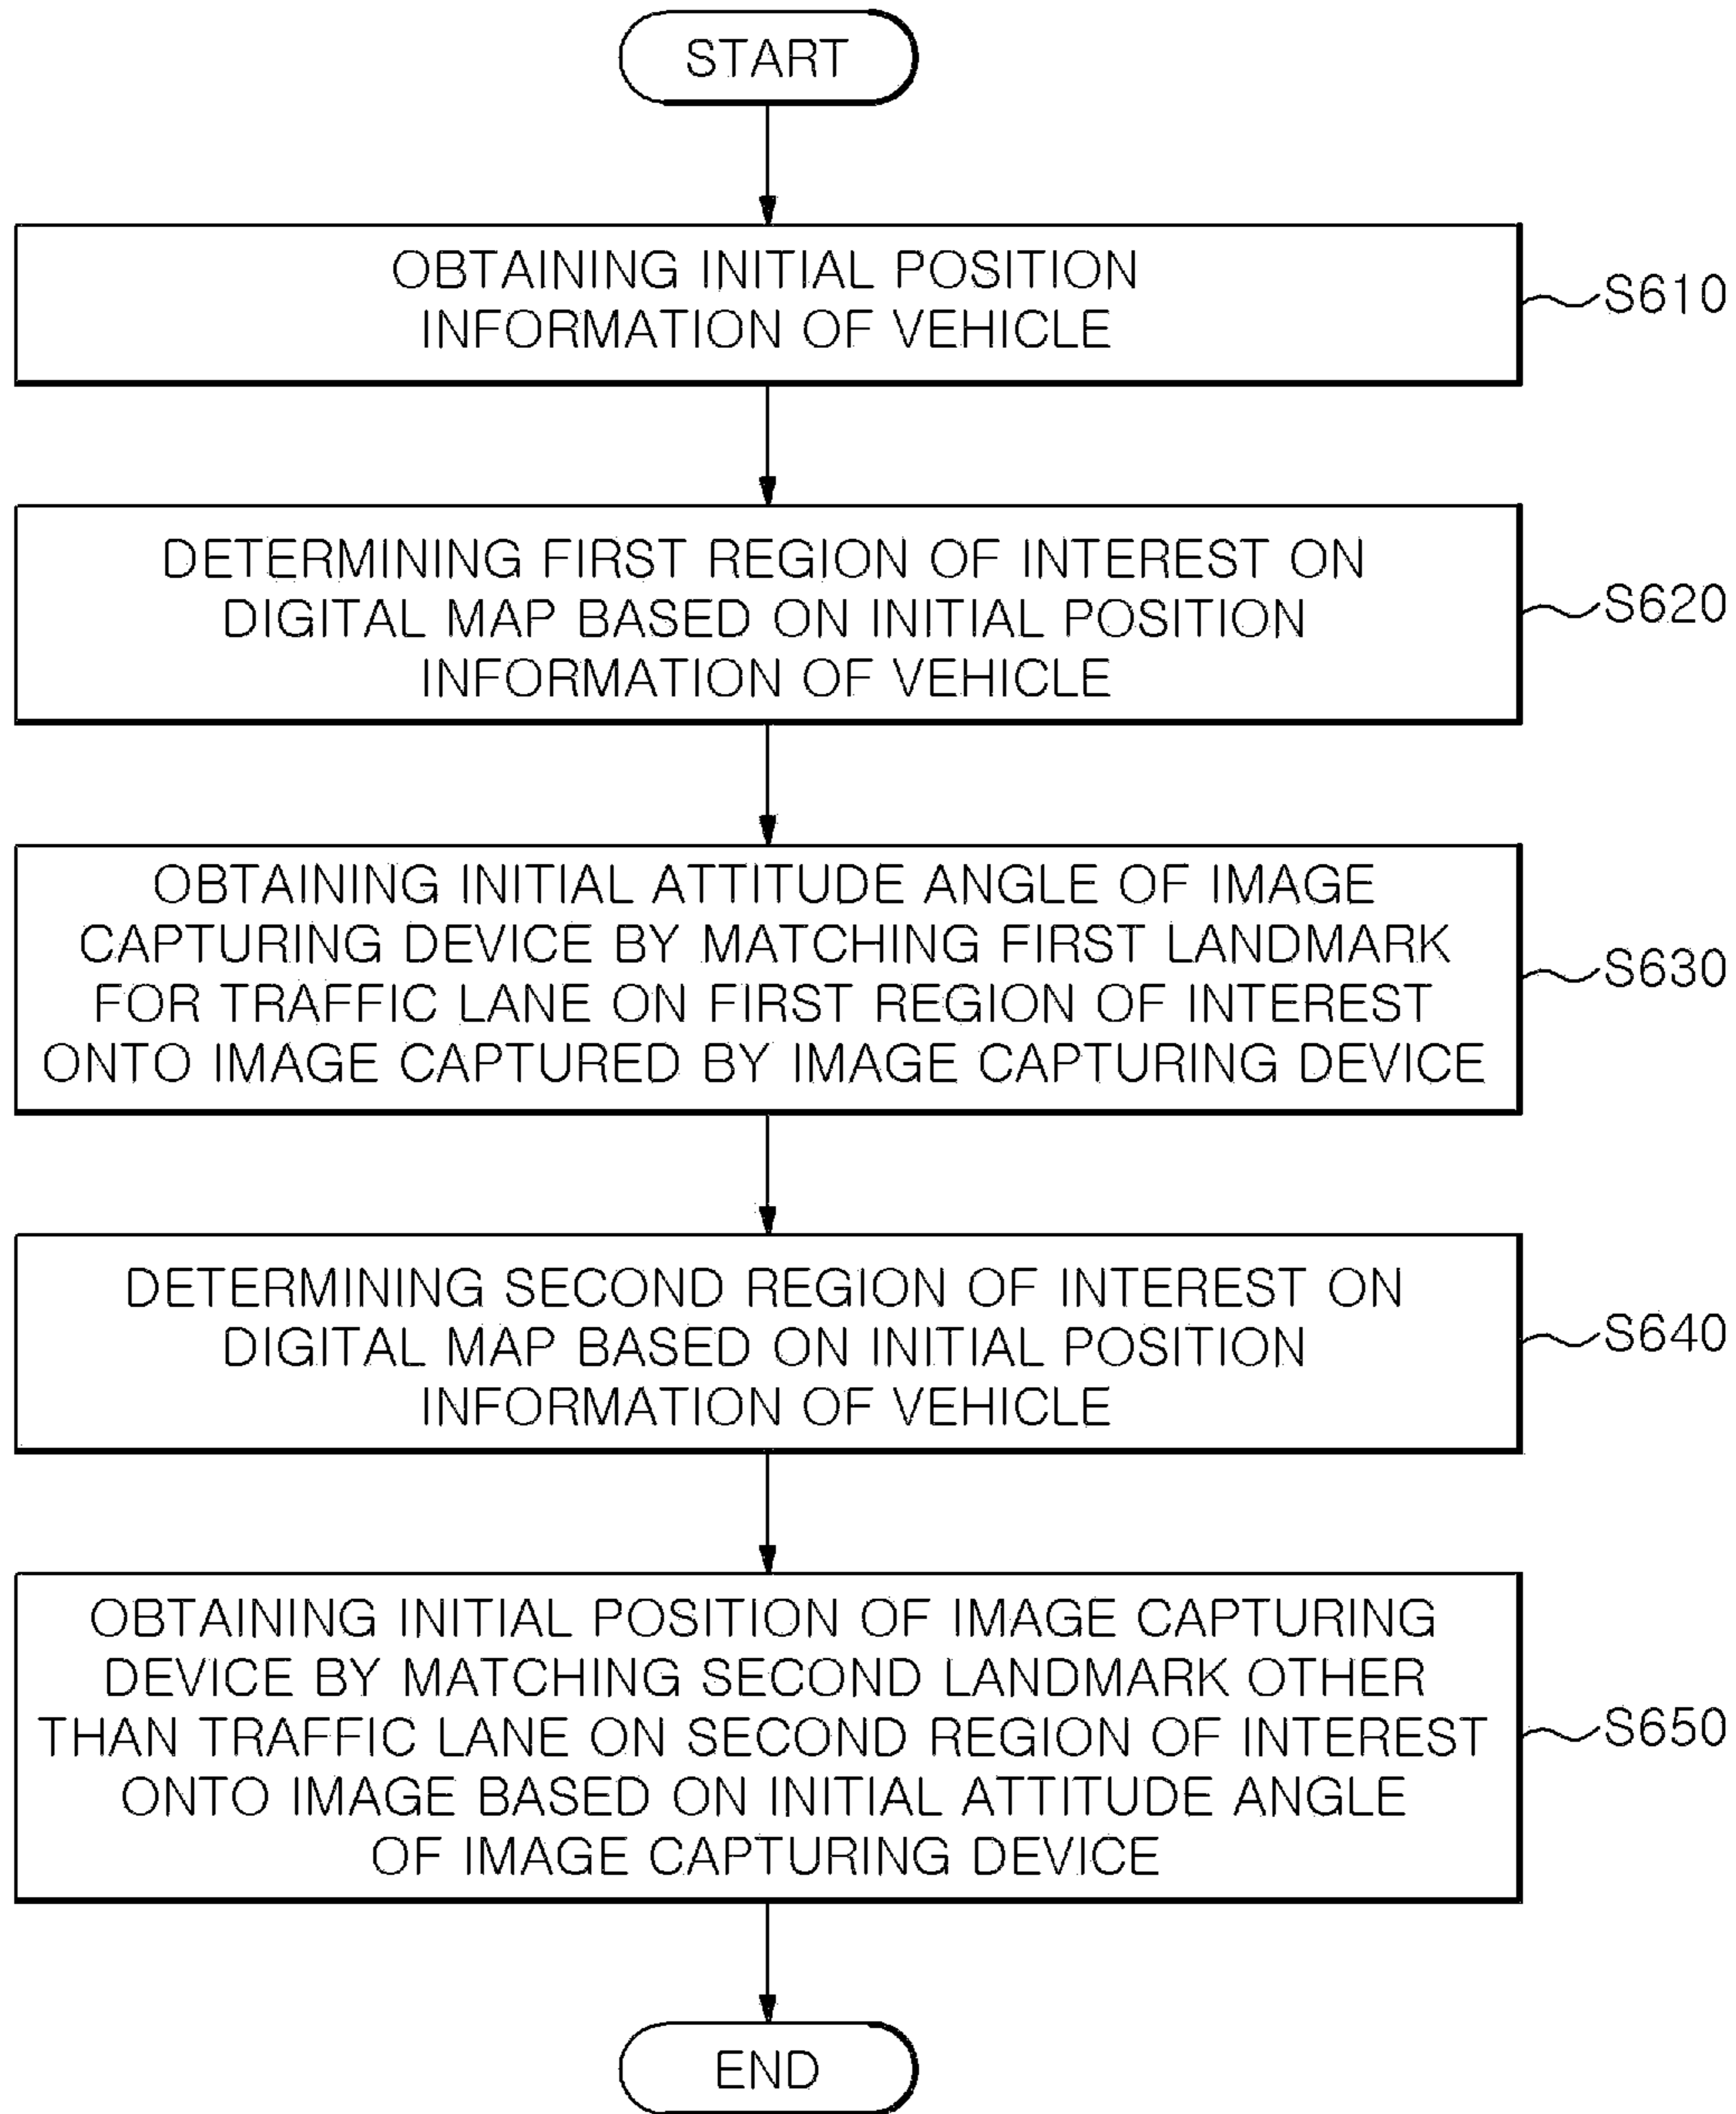 START
OBTAINING INITIAL POSITION
INFORMATION OF VEHICLE
S610
DETERMINING FIRST REGION OF INTEREST ON
DIGITAL MAP BASED ON INITIAL POSITION
INFORMATION OF VEHICLE
S620
OBTAINING INITIAL ATTITUDE ANGLE OF IMAGE
CAPTURING DEVICE BY MATCHING FIRST LANDMARK
FOR TRAFFIC LANE ON FIRST REGION OF INTEREST
ONTO IMAGE CAPTURED BY IMAGE CAPTURING DEVICE
S630
DETERMINING SECOND REGION OF INTEREST ON
DIGITAL MAP BASED ON INITIAL POSITION
INFORMATION OF VEHICLE
S640
OBTAINING INITIAL POSITION OF IMAGE CAPTURING
DEVICE BY MATCHING SECOND LANDMARK OTHER
THAN TRAFFIC LANE ON SECOND REGION OF INTEREST
ONTO IMAGE BASED ON INITIAL ATTITUDE ANGLE
OF IMAGE CAPTURING DEVICE
S650
END